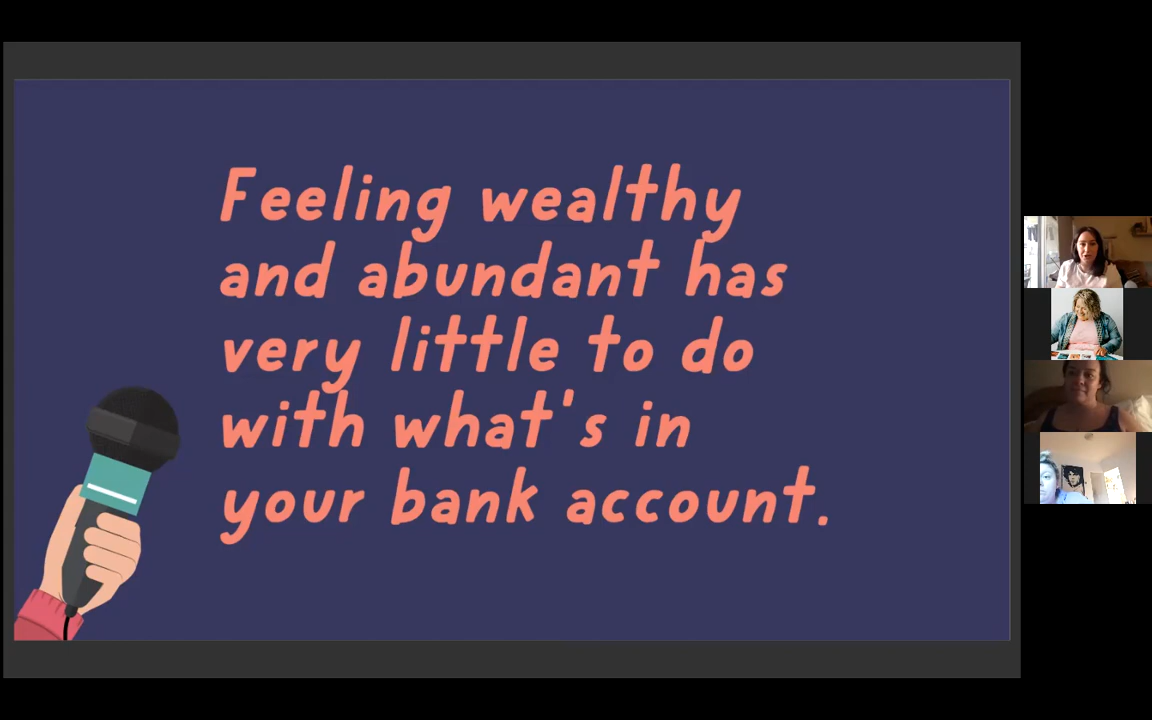 Feeling wealthy
and abundant has
very little to do
with what's in
your bank account.